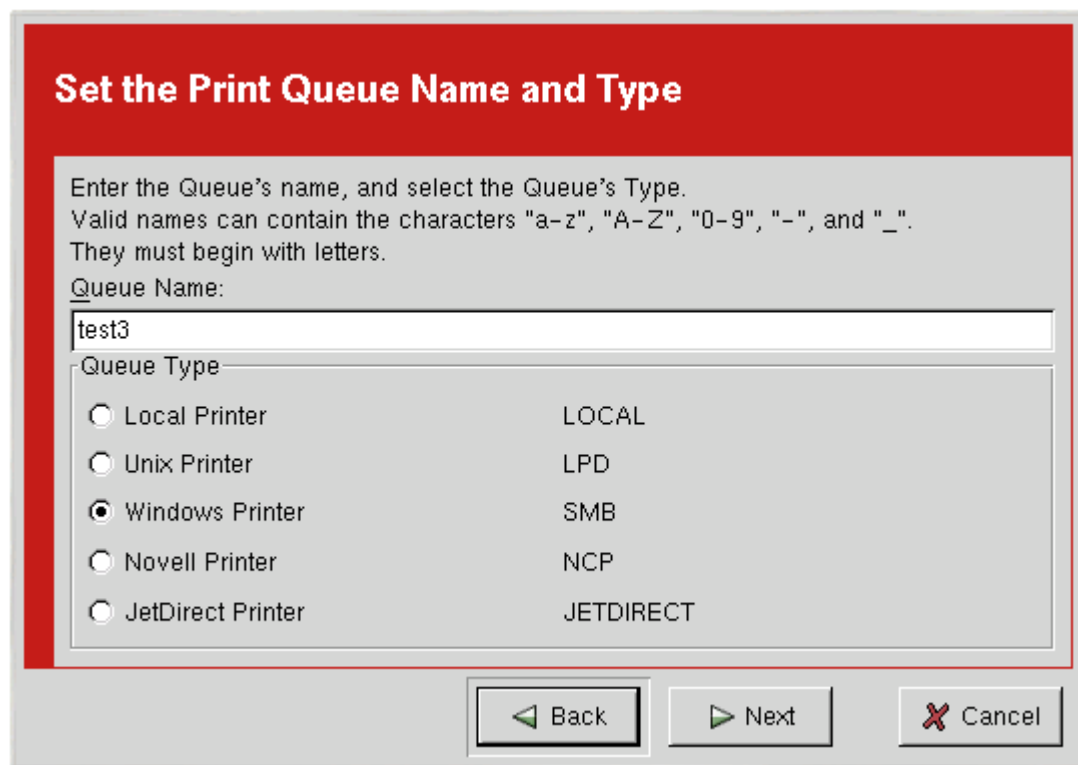 Set the Print Queue Name and Type
Enter the Queue's name, and select the Queue's Type.
Valid names can contain the characters "a-z", "A-Z", "0-9", "-", and "_".
They must begin with letters.
Queue Name:
test3
Queue Type
Local Printer LOCAL
Unix Printer LPD
Windows Printer SMB
Novell Printer NCP
JetDirect Printer JETDIRECT
Back Next Cancel